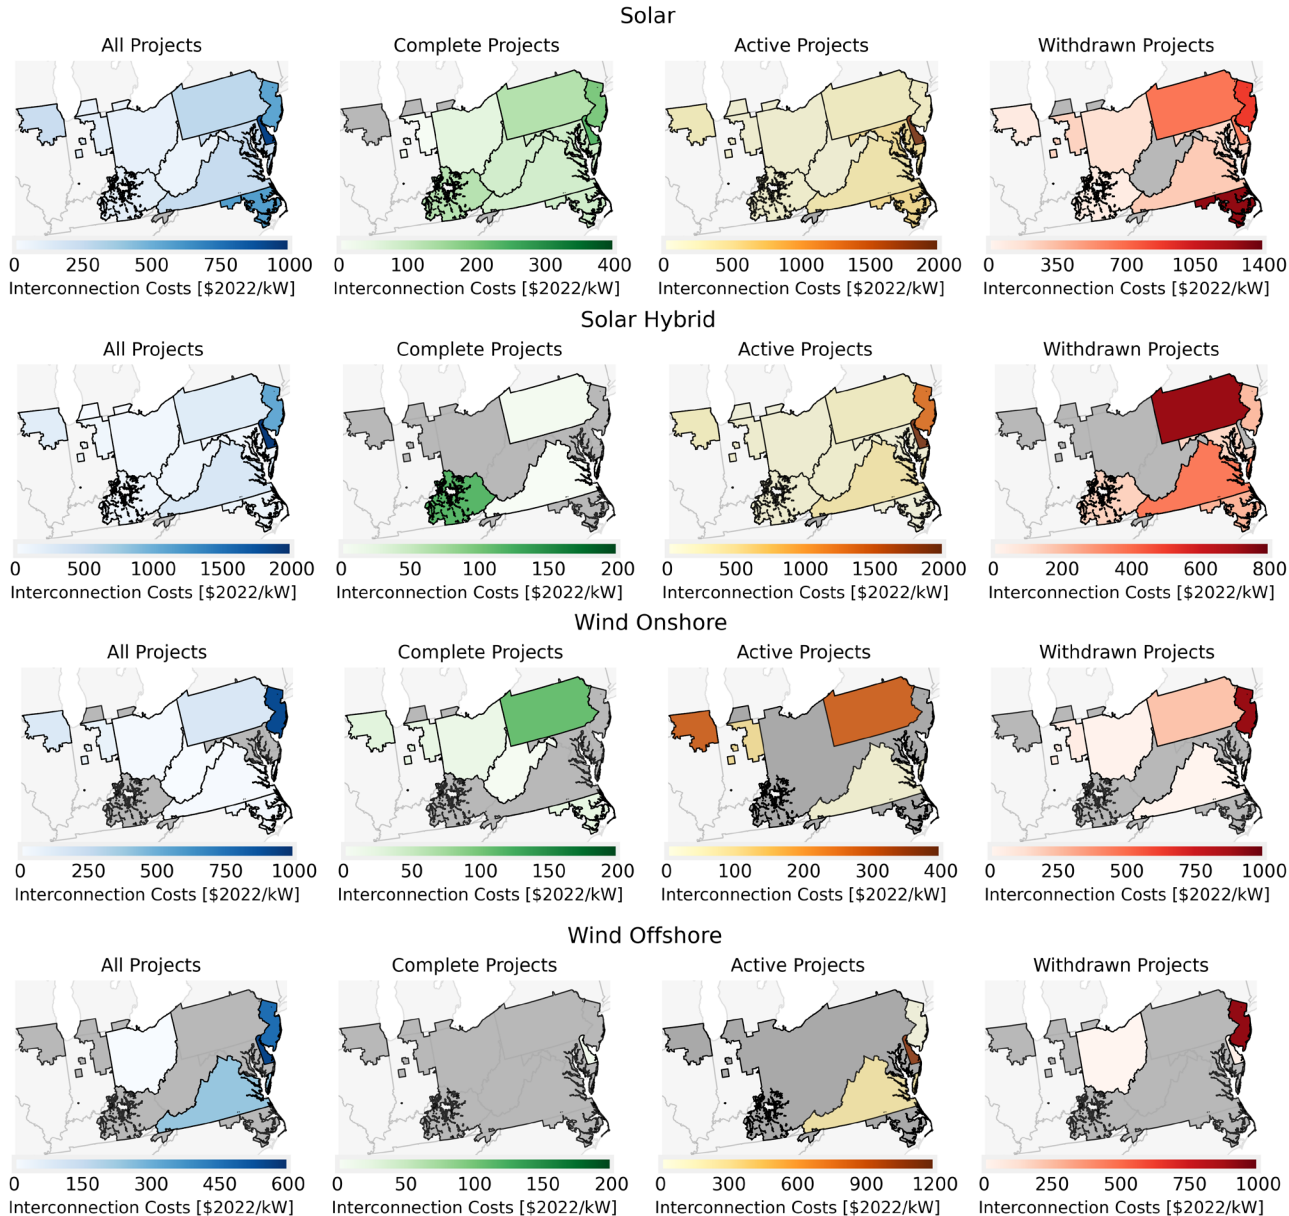 Solar
All Projects
Complete Projects
Active Projects
Withdrawn Projects
0 250 500 750 1000
0 100 200 300 400
0 500 1000 1500 2000
0 350 700 1050 1400
Interconnection Costs [$2022/kW]
Interconnection Costs [$2022/kW]
Interconnection Costs [$2022/kW]
Interconnection Costs [$2022/kW]
Solar Hybrid
All Projects
Complete Projects
Active Projects
Withdrawn Projects
0 500 1000 1500 2000
0 50 100 150 200
0 500 1000 1500 2000
0 200 400 600 800
Interconnection Costs [$2022/kW]
Interconnection Costs [$2022/kW]
Interconnection Costs [$2022/kW]
Interconnection Costs [$2022/kW]
Wind Onshore
All Projects
Complete Projects
Active Projects
Withdrawn Projects
0 250 500 750 1000
0 50 100 150 200
0 100 200 300 400
0 250 500 750 1000
Interconnection Costs [$2022/kW]
Interconnection Costs [$2022/kW]
Interconnection Costs [$2022/kW]
Interconnection Costs [$2022/kW]
Wind Offshore
All Projects
Complete Projects
Active Projects
Withdrawn Projects
0 150 300 450 600
0 50 100 150 200
0 300 600 900 1200
0 250 500 750 1000
Interconnection Costs [$2022/kW]
Interconnection Costs [$2022/kW]
Interconnection Costs [$2022/kW]
Interconnection Costs [$2022/kW]